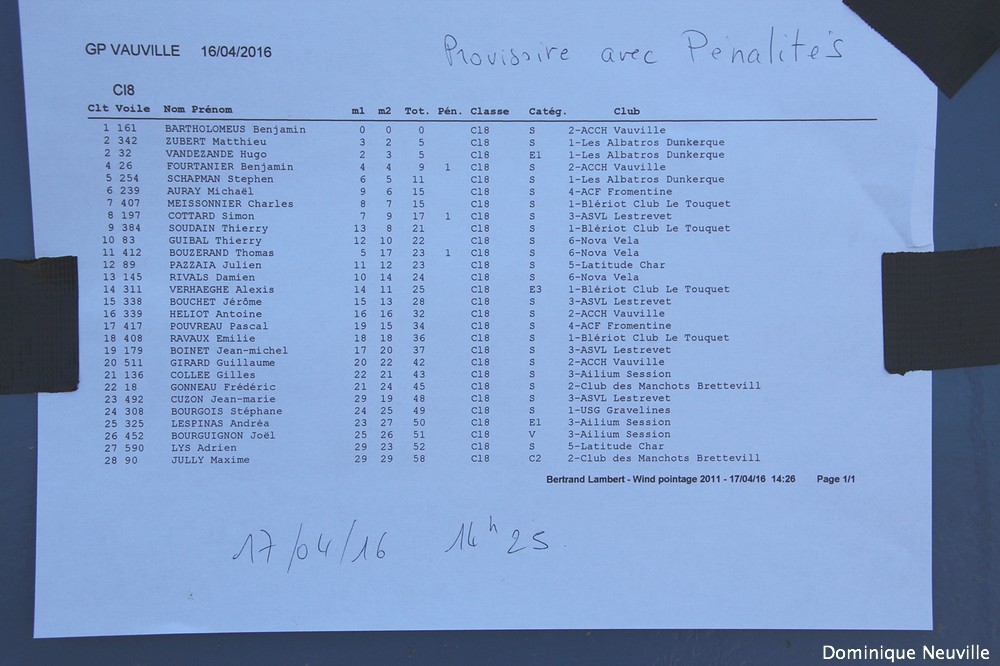 GP VAUVILLE 16/04/2016 Provisoire avec Pénalités
Cl8
Clt Voile Nom Prénom m1 m2 Tot. Pén. Classe Catég. Club
1 161 BARTHOLOMEUS Benjamin 0 0 0 Cl8 S 2-ACCH Vauville
2 342 ZUBERT Matthieu 3 2 5 Cl8 S 1-Les Albatros Dunkerque
2 32 VANDEZANDE Hugo 2 3 5 Cl8 E1 1-Les Albatros Dunkerque
4 26 FOURTANIER Benjamin 4 4 9 1 Cl8 S 2-ACCH Vauville
5 254 SCHAPMAN Stephen 6 5 11 Cl8 S 1-Les Albatros Dunkerque
6 239 AURAY Michaël 9 6 15 Cl8 S 4-ACF Fromentine
7 407 MEISSONNIER Charles 8 7 15 Cl8 S 1-Blériot Club Le Touquet
8 197 COTTARD Simon 7 9 17 1 Cl8 S 3-ASVL Lestrevet
9 384 SOUDAIN Thierry 13 8 21 Cl8 S 1-Blériot Club Le Touquet
10 83 GUIBAL Thierry 12 10 22 Cl8 S 6-Nova Vela
11 412 BOUZERAND Thomas 5 17 23 1 Cl8 S 6-Nova Vela
12 89 PAZZAIA Julien 11 12 23 Cl8 S 5-Latitude Char
13 145 RIVALS Damien 10 14 24 Cl8 S 6-Nova Vela
14 311 VERHAEGHE Alexis 14 11 25 Cl8 E3 1-Blériot Club Le Touquet
15 338 BOUCHET Jérôme 15 13 28 Cl8 S 3-ASVL Lestrevet
16 339 HELIOT Antoine 16 16 32 Cl8 S 2-ACCH Vauville
17 417 POUVREAU Pascal 19 15 34 Cl8 S 4-ACF Fromentine
18 408 RAVAUX Emilie 18 18 36 Cl8 S 1-Blériot Club Le Touquet
19 179 BOINET Jean-michel 17 20 37 Cl8 S 3-ASVL Lestrevet
20 511 GIRARD Guillaume 20 22 42 Cl8 S 2-ACCH Vauville
21 136 COLLEE Gilles 22 21 43 Cl8 S 3-Ailium Session
22 18 GONNEAU Frédéric 21 24 45 Cl8 S 2-Club des Manchots Brettevill
23 492 CUZON Jean-marie 29 19 48 Cl8 S 3-ASVL Lestrevet
24 308 BOURGOIS Stéphane 24 25 49 Cl8 S 1-USG Gravelines
25 325 LESPINAS Andréa 23 27 50 Cl8 E1 3-Ailium Session
26 452 BOURGUIGNON Joël 25 26 51 Cl8 V 3-Ailium Session
27 590 LYS Adrien 29 23 52 Cl8 S 5-Latitude Char
28 90 JULLY Maxime 29 29 58 Cl8 C2 2-Club des Manchots Brettevill
Bertrand Lambert - Wind pointage 2011 - 17/04/16 14:26 Page 1/1
17/04/16 14h25
Dominique Neuville